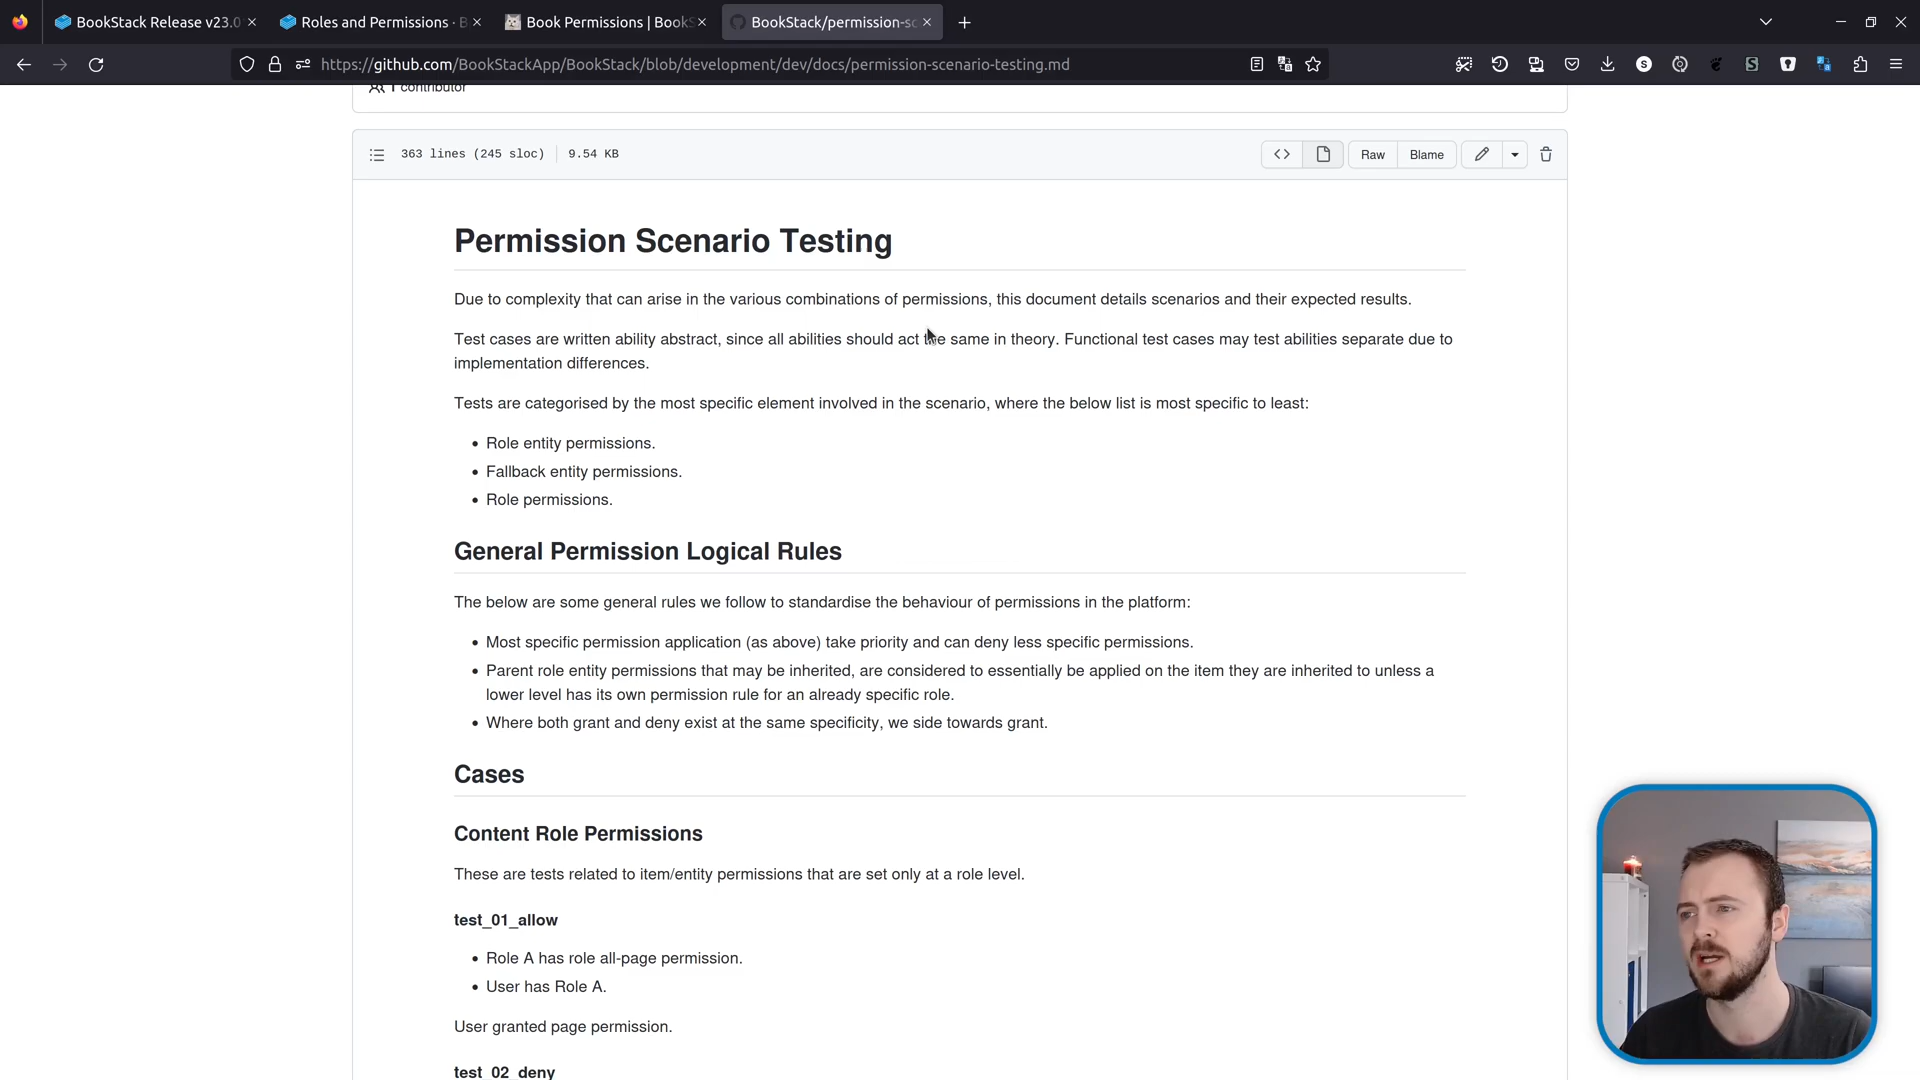 BookStack Release v23.0
Roles and Permissions · B
Book Permissions | BookS
BookStack/permission-sc
https://github.com/BookStackApp/BookStack/blob/development/dev/docs/permission-scenario-testing.md
1 contributor
363 lines (245 sloc)
9.54 KB
Raw
Blame
Permission Scenario Testing
Due to complexity that can arise in the various combinations of permissions, this document details scenarios and their expected results.
Test cases are written ability abstract, since all abilities should act the same in theory. Functional test cases may test abilities separate due to
implementation differences.
Tests are categorised by the most specific element involved in the scenario, where the below list is most specific to least:
• Role entity permissions.
• Fallback entity permissions.
• Role permissions.
General Permission Logical Rules
The below are some general rules we follow to standardise the behaviour of permissions in the platform:
• Most specific permission application (as above) take priority and can deny less specific permissions.
• Parent role entity permissions that may be inherited, are considered to essentially be applied on the item they are inherited to unless a
lower level has its own permission rule for an already specific role.
• Where both grant and deny exist at the same specificity, we side towards grant.
Cases
Content Role Permissions
These are tests related to item/entity permissions that are set only at a role level.
test_01_allow
• Role A has role all-page permission.
• User has Role A.
User granted page permission.
test_02_deny